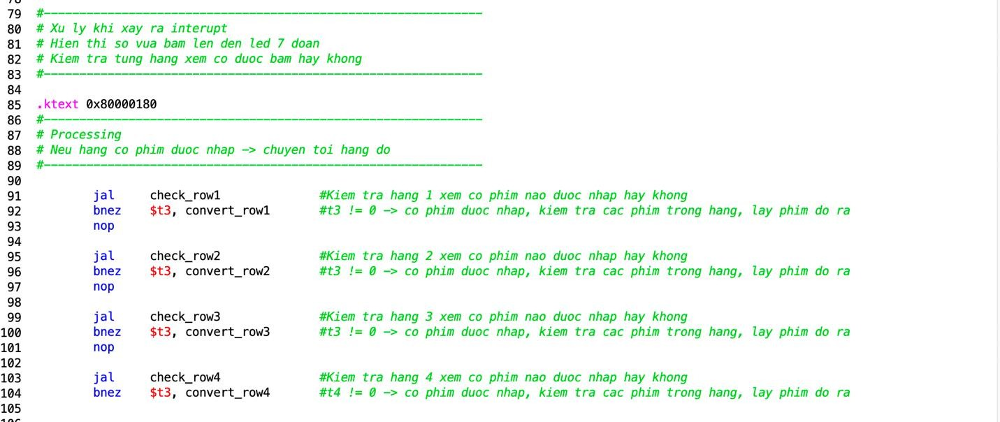 79 #--------------------------------------------------------------
80 # Xu ly khi xay ra interupt
81 # Hien thi so vua bam len den led 7 doan
82 # Kiem tra tung hang xem co duoc bam hay khong
83 #--------------------------------------------------------------
84
85 .ktext 0x80000180
86 #--------------------------------------------------------------
87 # Processing
88 # Neu hang co phim duoc nhap -> chuyen toi hang do
89 #--------------------------------------------------------------
90
91 jal check_row1 #Kiem tra hang 1 xem co phim nao duoc nhap hay khong
92 bnez $t3, convert_row1 #t3 != 0 -> co phim duoc nhap, kiem tra cac phim trong hang, lay phim do ra
93 nop
94
95 jal check_row2 #Kiem tra hang 2 xem co phim nao duoc nhap hay khong
96 bnez $t3, convert_row2 #t3 != 0 -> co phim duoc nhap, kiem tra cac phim trong hang, lay phim do ra
97 nop
98
99 jal check_row3 #Kiem tra hang 3 xem co phim nao duoc nhap hay khong
100 bnez $t3, convert_row3 #t3 != 0 -> co phim duoc nhap, kiem tra cac phim trong hang, lay phim do ra
101 nop
102
103 jal check_row4 #Kiem tra hang 4 xem co phim nao duoc nhap hay khong
104 bnez $t3, convert_row4 #t4 != 0 -> co phim duoc nhap, kiem tra cac phim trong hang, lay phim do ra
105